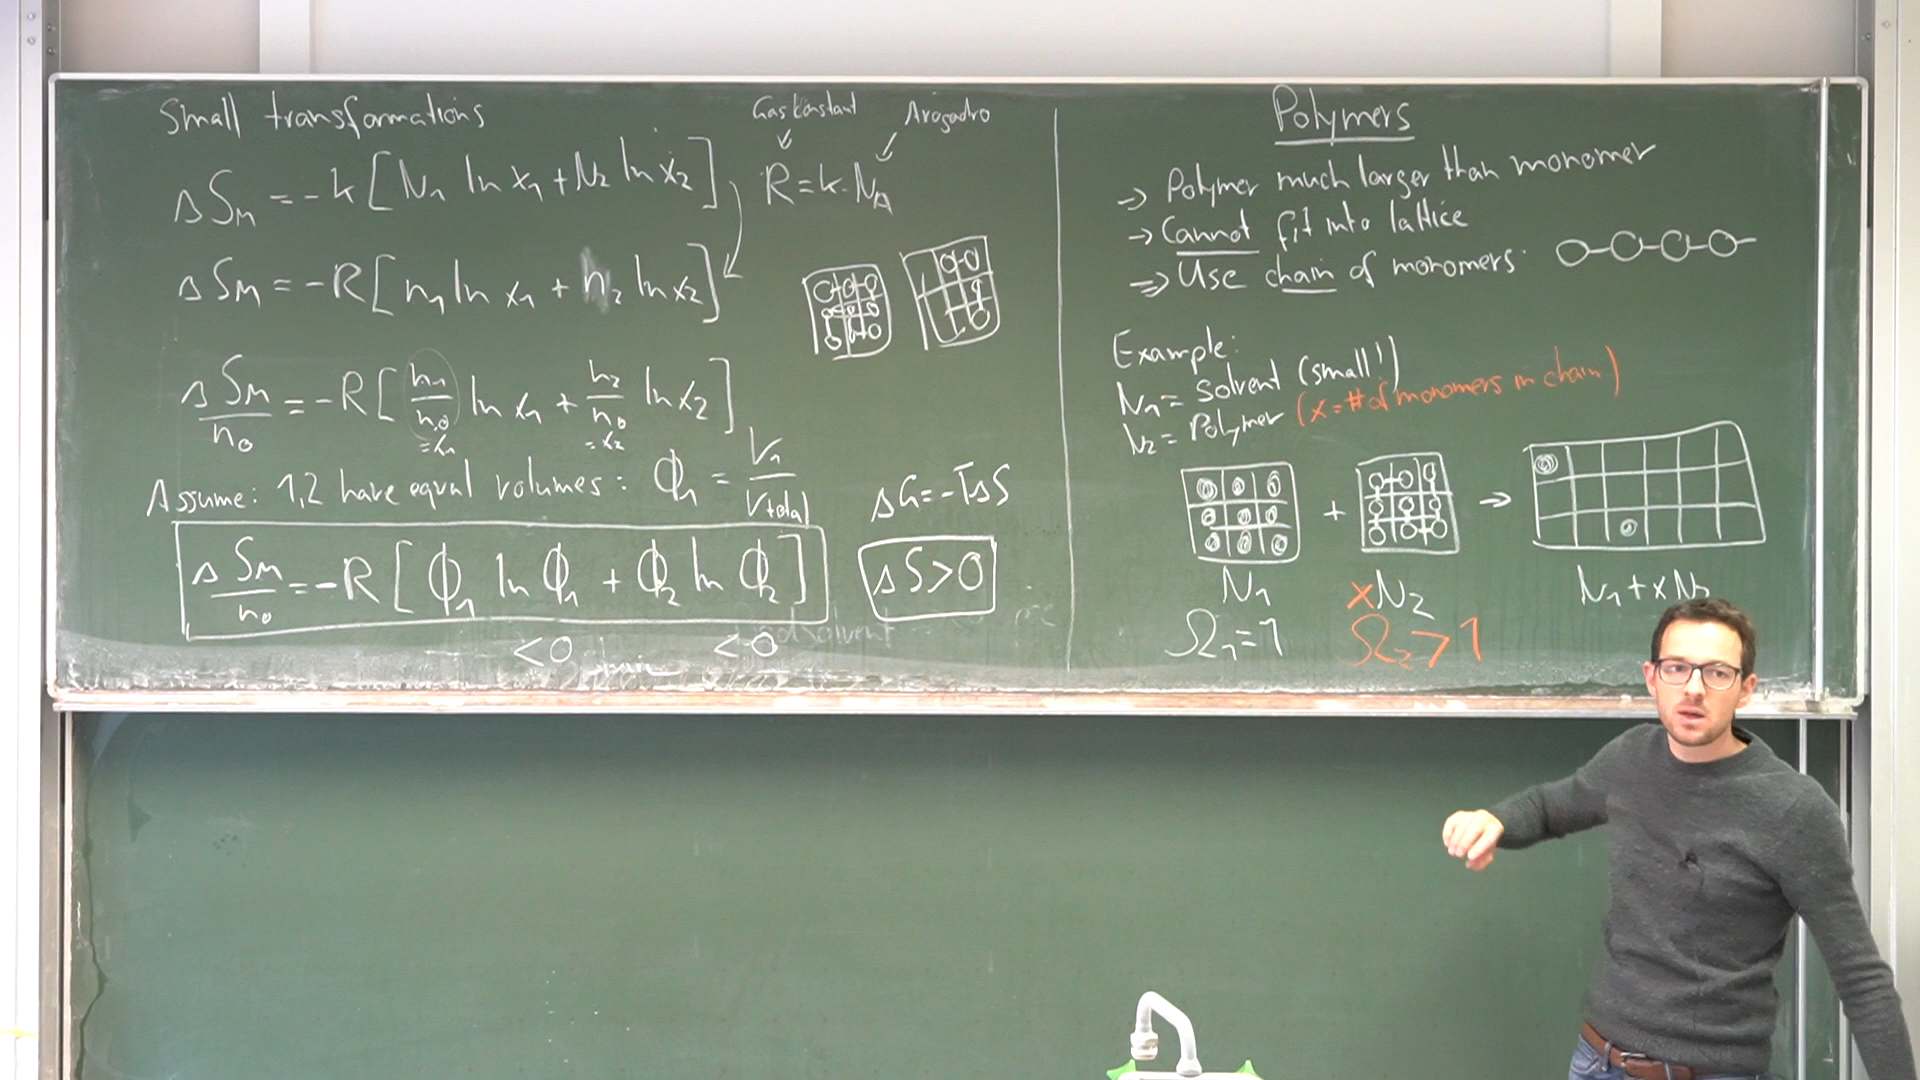 Small transformations
Gas Konstant
Avogadro
ΔS_M = -k [N_1 ln x_1 + N_2 ln x_2]
R = k · N_A
ΔS_M = -R [n_1 ln x_1 + n_2 ln x_2]
ΔS_M/n_0 = -R [n_1/n_0 ln x_1 + n_2/n_0 ln x_2]
= x_1 = x_2
Assume: 1,2 have equal volumes: ϕ_1 = V_1/V_total
ΔG = -TΔS
ΔS_M/n_0 = -R [ϕ_1 ln ϕ_1 + ϕ_2 ln ϕ_2]
ΔS > 0
< 0 < 0
Polymers
→ Polymer much larger than monomer
→ Cannot fit into lattice
⇒ Use chain of monomers
Example:
N_1 = Solvent (small!)
N_2 = Polymer (x = # of monomers in chain)
+ →
N_1 xN_2 N_1 + xN_2
Ω_1 = 1 Ω_2 > 1